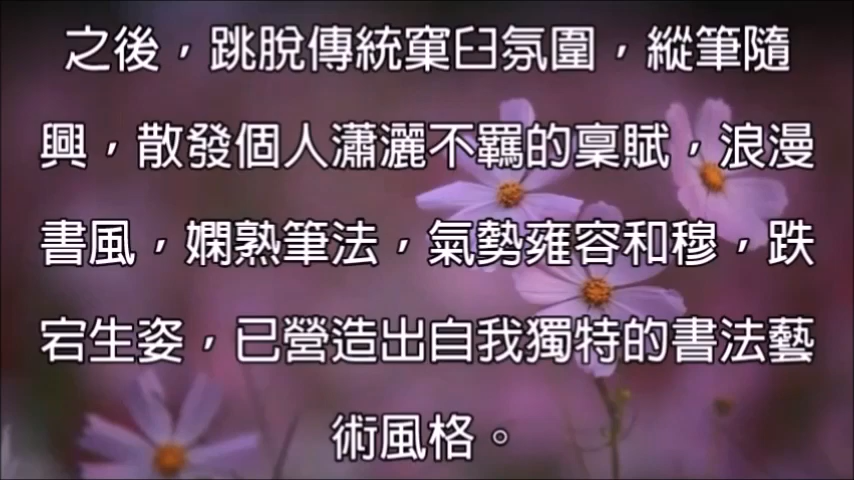 之後，跳脫傳統窠臼氛圍，縱筆隨
興，散發個人瀟灑不羈的稟賦，浪漫
書風，嫻熟筆法，氣勢雍容和穆，跌
宕生姿，已營造出自我獨特的書法藝
術風格。